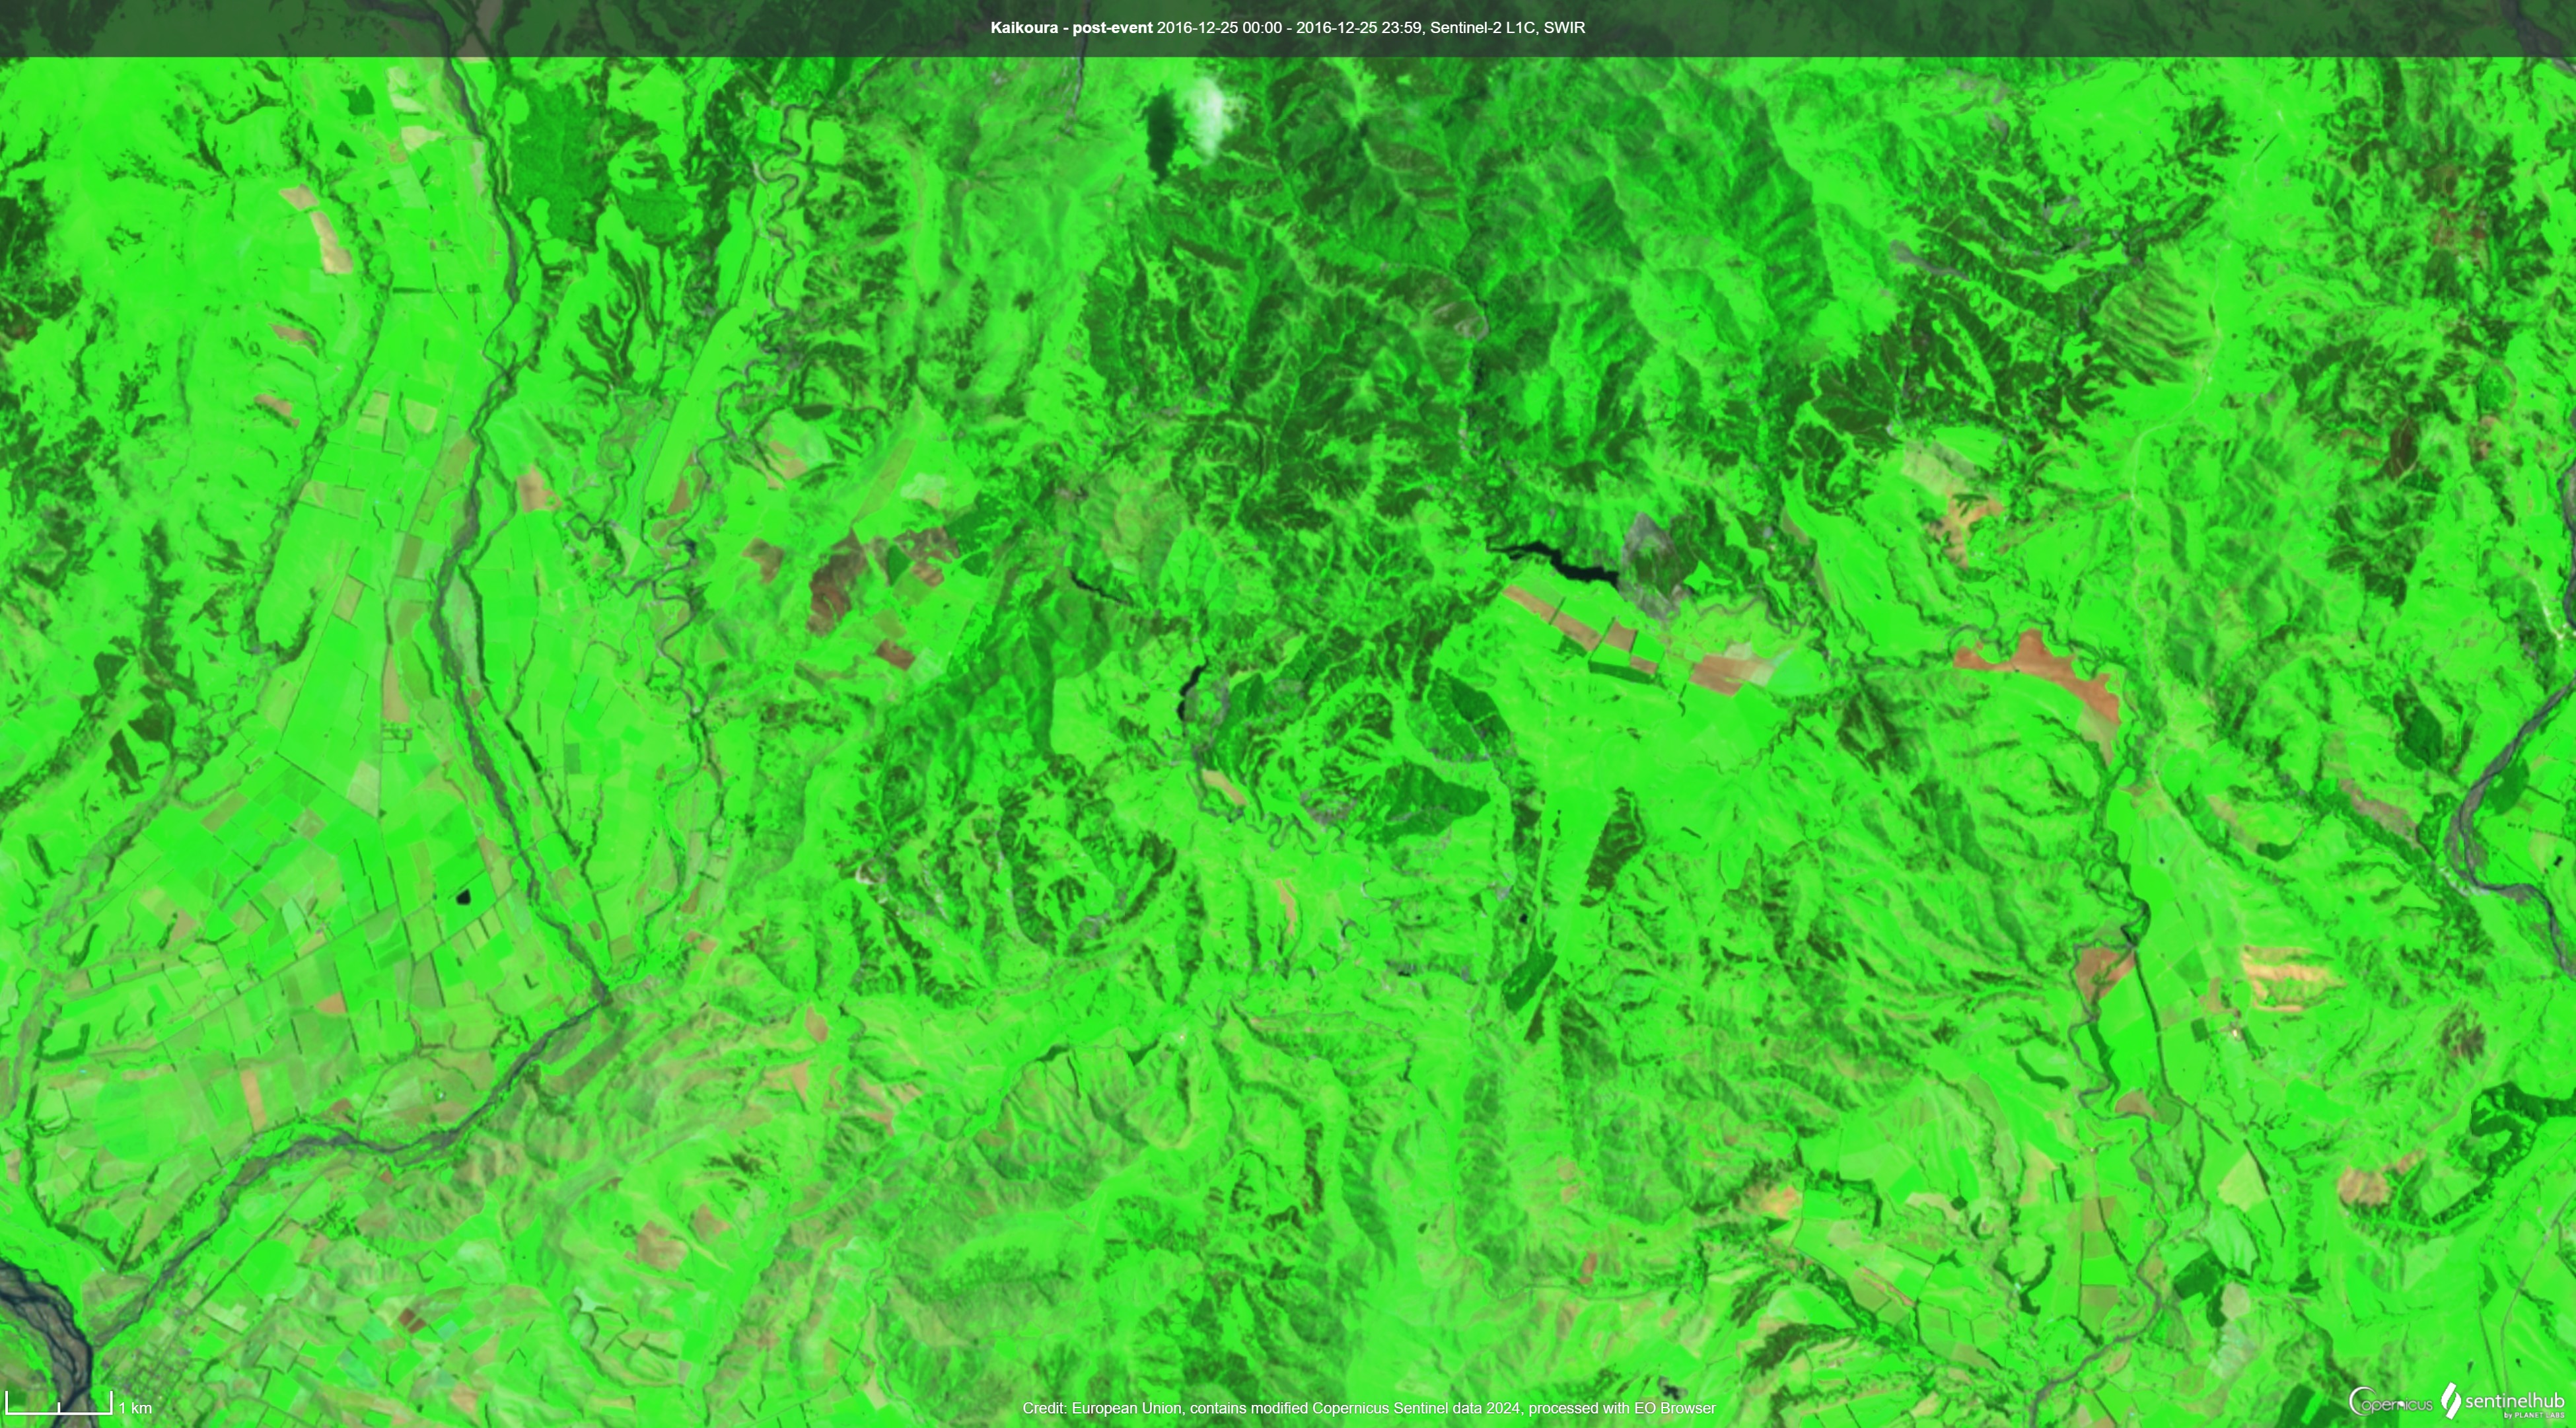 Kaikoura - post-event 2016-12-25 00:00 - 2016-12-25 23:59, Sentinel-2 L1C, SWIR
1 km
Credit: European Union, contains modified Copernicus Sentinel data 2024, processed with EO Browser
opernicus
sentinelhub
by PLANET LABS